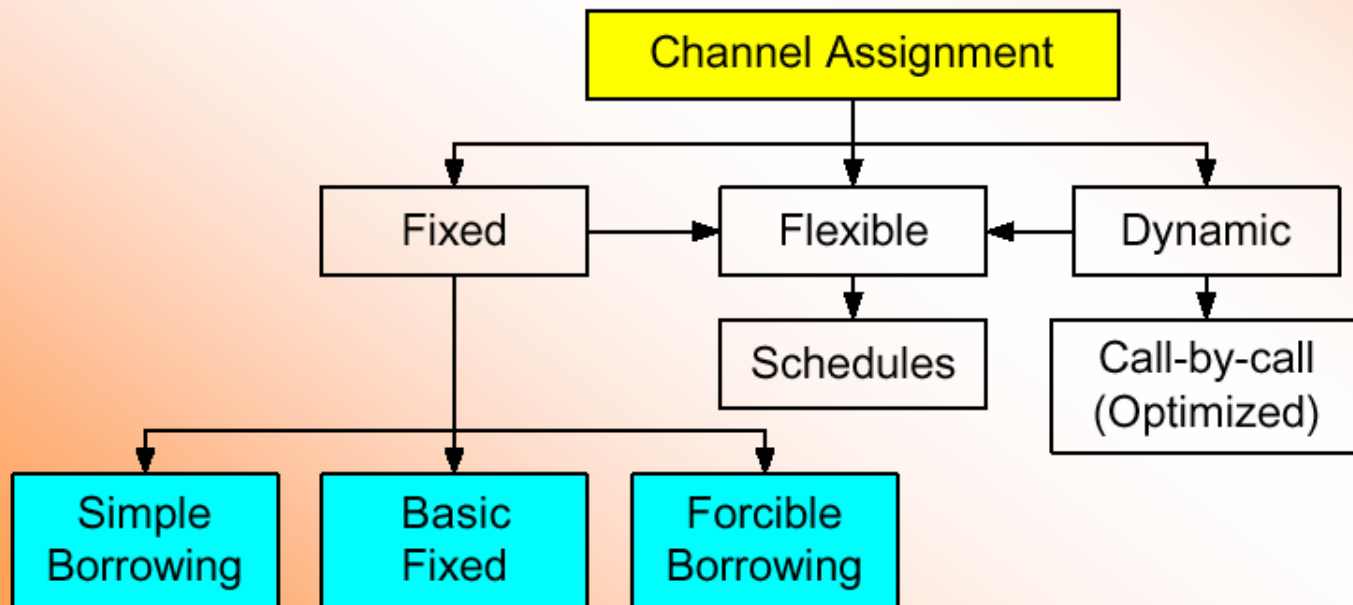 Channel Assignment
Fixed
Flexible
Dynamic
Schedules
Call-by-call
(Optimized)
Simple
Borrowing
Basic
Fixed
Forcible
Borrowing